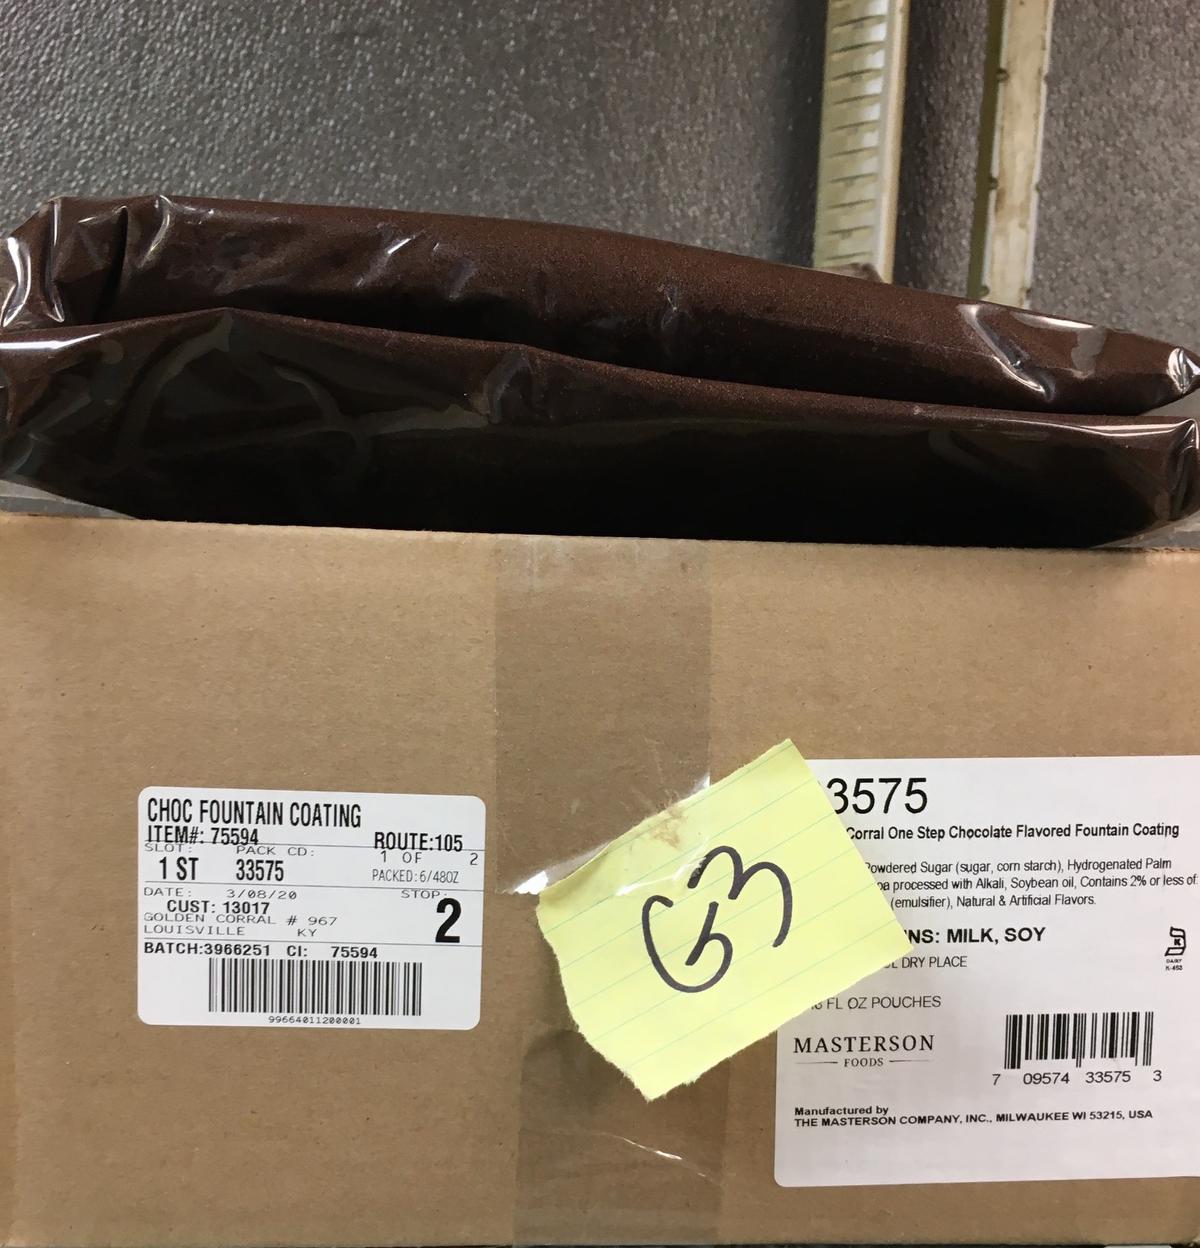 CHOC FOUNTAIN COATING
ITEM#: 75594 ROUTE:105
SLOT: PACK CD: 1 OF 2
1 ST 33575 PACKED:6/48OZ
DATE: 3/08/20 STOP:
CUST: 13017 2
GOLDEN CORRAL # 967
LOUISVILLE KY
BATCH:3966251 CI: 75594
99664011200001
G3
3575
Corral One Step Chocolate Flavored Fountain Coating
Powdered Sugar (sugar, corn starch), Hydrogenated Palm
processed with Alkali, Soybean oil, Contains 2% or less of:
(emulsifier), Natural & Artificial Flavors.
NS: MILK, SOY
DRY PLACE
FL OZ POUCHES
DAIRY
K-453
MASTERSON
FOODS
7 09574 33575 3
Manufactured by
THE MASTERSON COMPANY, INC., MILWAUKEE WI 53215, USA